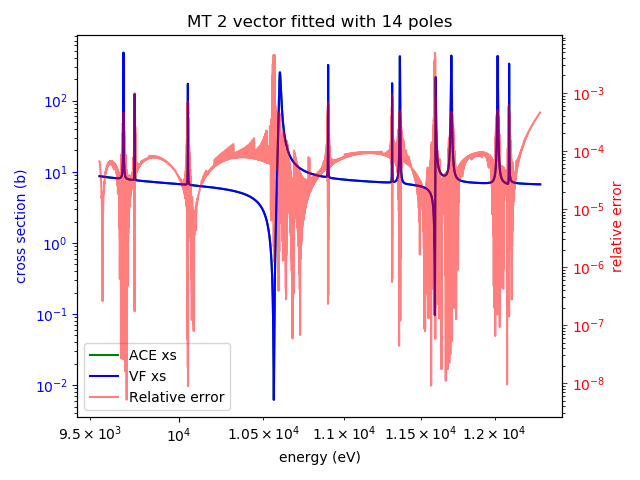 MT 2 vector fitted with 14 poles
10²
10¹
10⁰
10⁻¹
10⁻²
cross section (b)
10⁻³
10⁻⁴
10⁻⁵
10⁻⁶
10⁻⁷
10⁻⁸
relative error
ACE xs
VF xs
Relative error
9.5 × 10³ 10⁴ 1.05 × 10⁴ 1.1 × 10⁴ 1.15 × 10⁴ 1.2 × 10⁴
energy (eV)